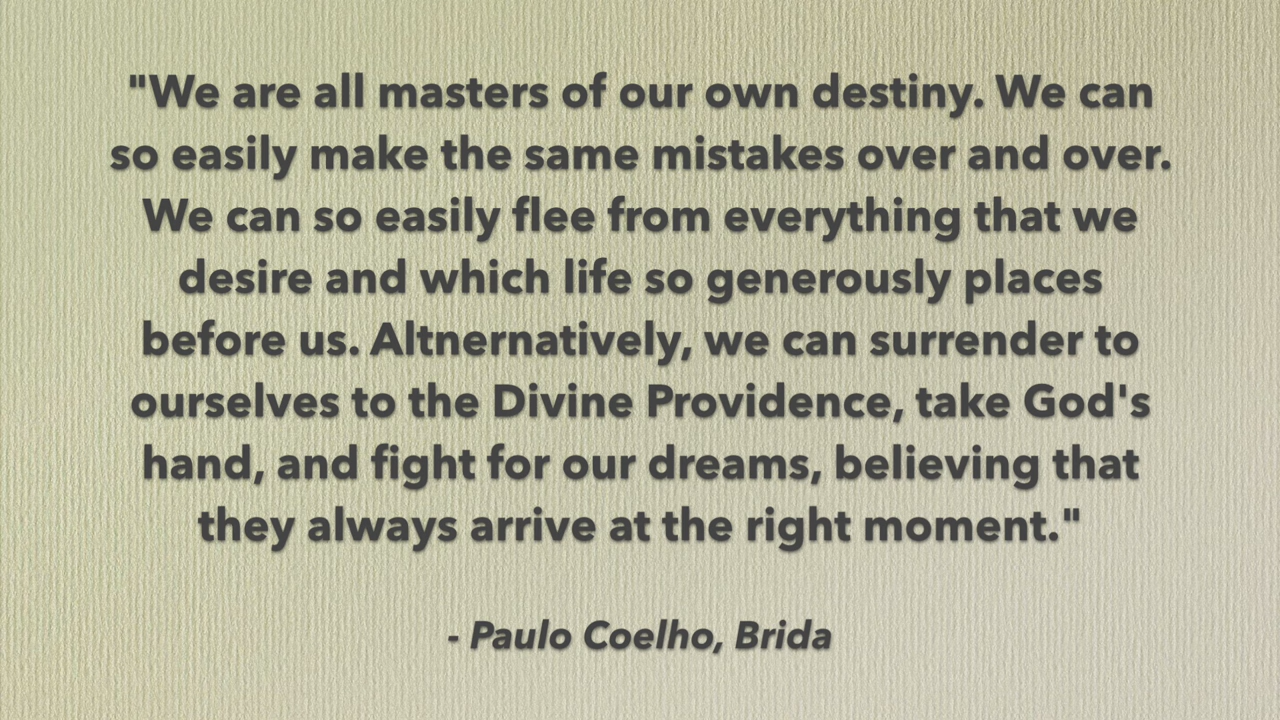 "We are all masters of our own destiny. We can
so easily make the same mistakes over and over.
We can so easily flee from everything that we
desire and which life so generously places
before us. Altnernatively, we can surrender to
ourselves to the Divine Providence, take God's
hand, and fight for our dreams, believing that
they always arrive at the right moment."
- Paulo Coelho, Brida